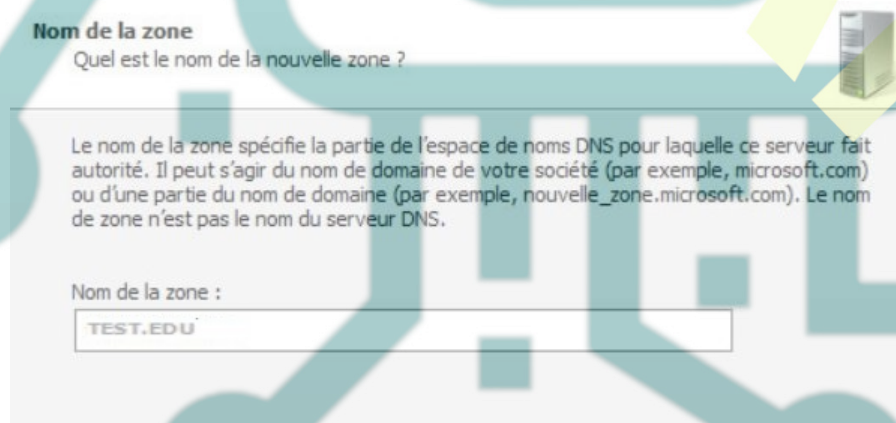 Nom de la zone
Quel est le nom de la nouvelle zone ?
Le nom de la zone spécifie la partie de l'espace de noms DNS pour laquelle ce serveur fait
autorité. Il peut s'agir du nom de domaine de votre société (par exemple, microsoft.com)
ou d'une partie du nom de domaine (par exemple, nouvelle_zone.microsoft.com). Le nom
de zone n'est pas le nom du serveur DNS.
Nom de la zone :
TEST.EDU